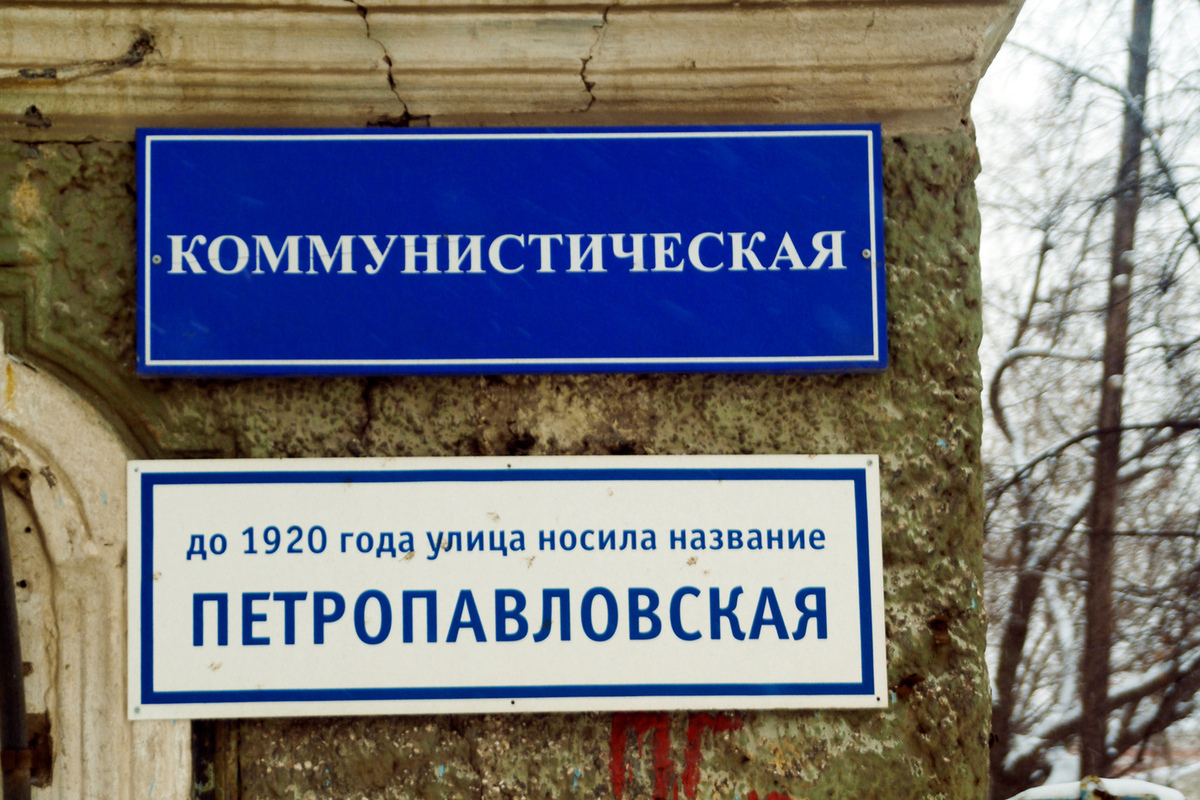 КОММУНИСТИЧЕСКАЯ
до 1920 года улица носила название
ПЕТРОПАВЛОВСКАЯ